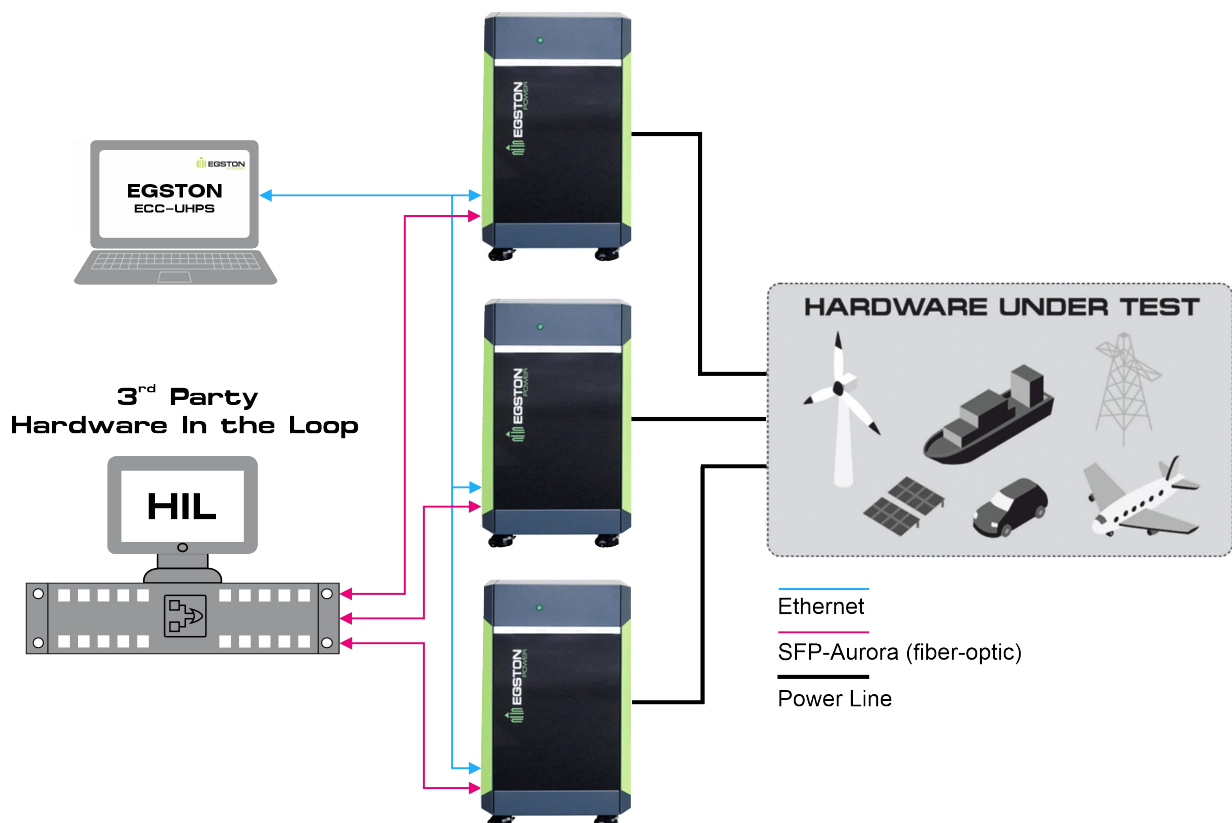 EGSTON
EGSTON
ECC-UHPS
EGSTON
POWER
EGSTON
POWER
EGSTON
POWER
3rd Party
Hardware In the Loop
HIL
HARDWARE UNDER TEST
Ethernet
SFP-Aurora (fiber-optic)
Power Line